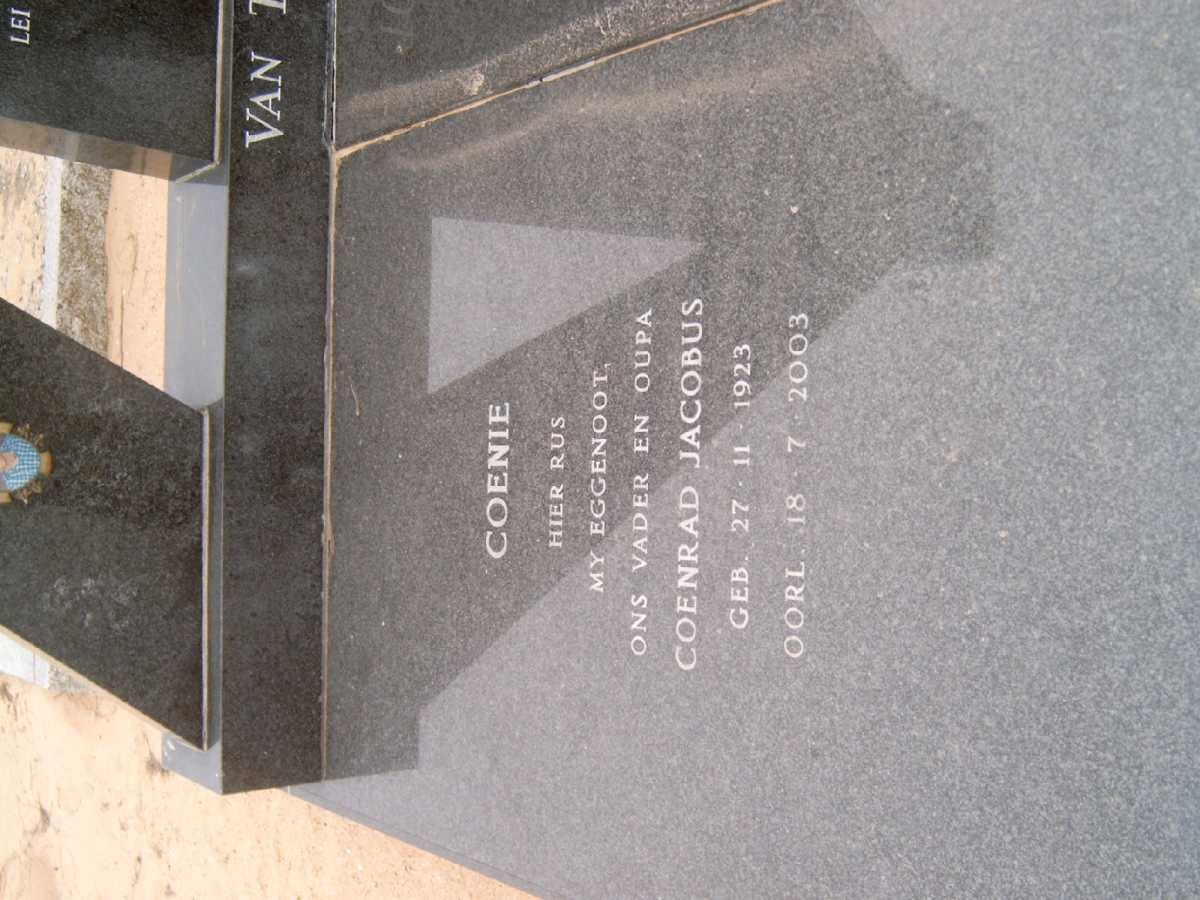 LEI
VAN T
COENIE
HIER RUS
MY EGGENOOT,
ONS VADER EN OUPA
COENRAD JACOBUS
GEB. 27 · 11 · 1923
OORL. 18 · 7 · 2003